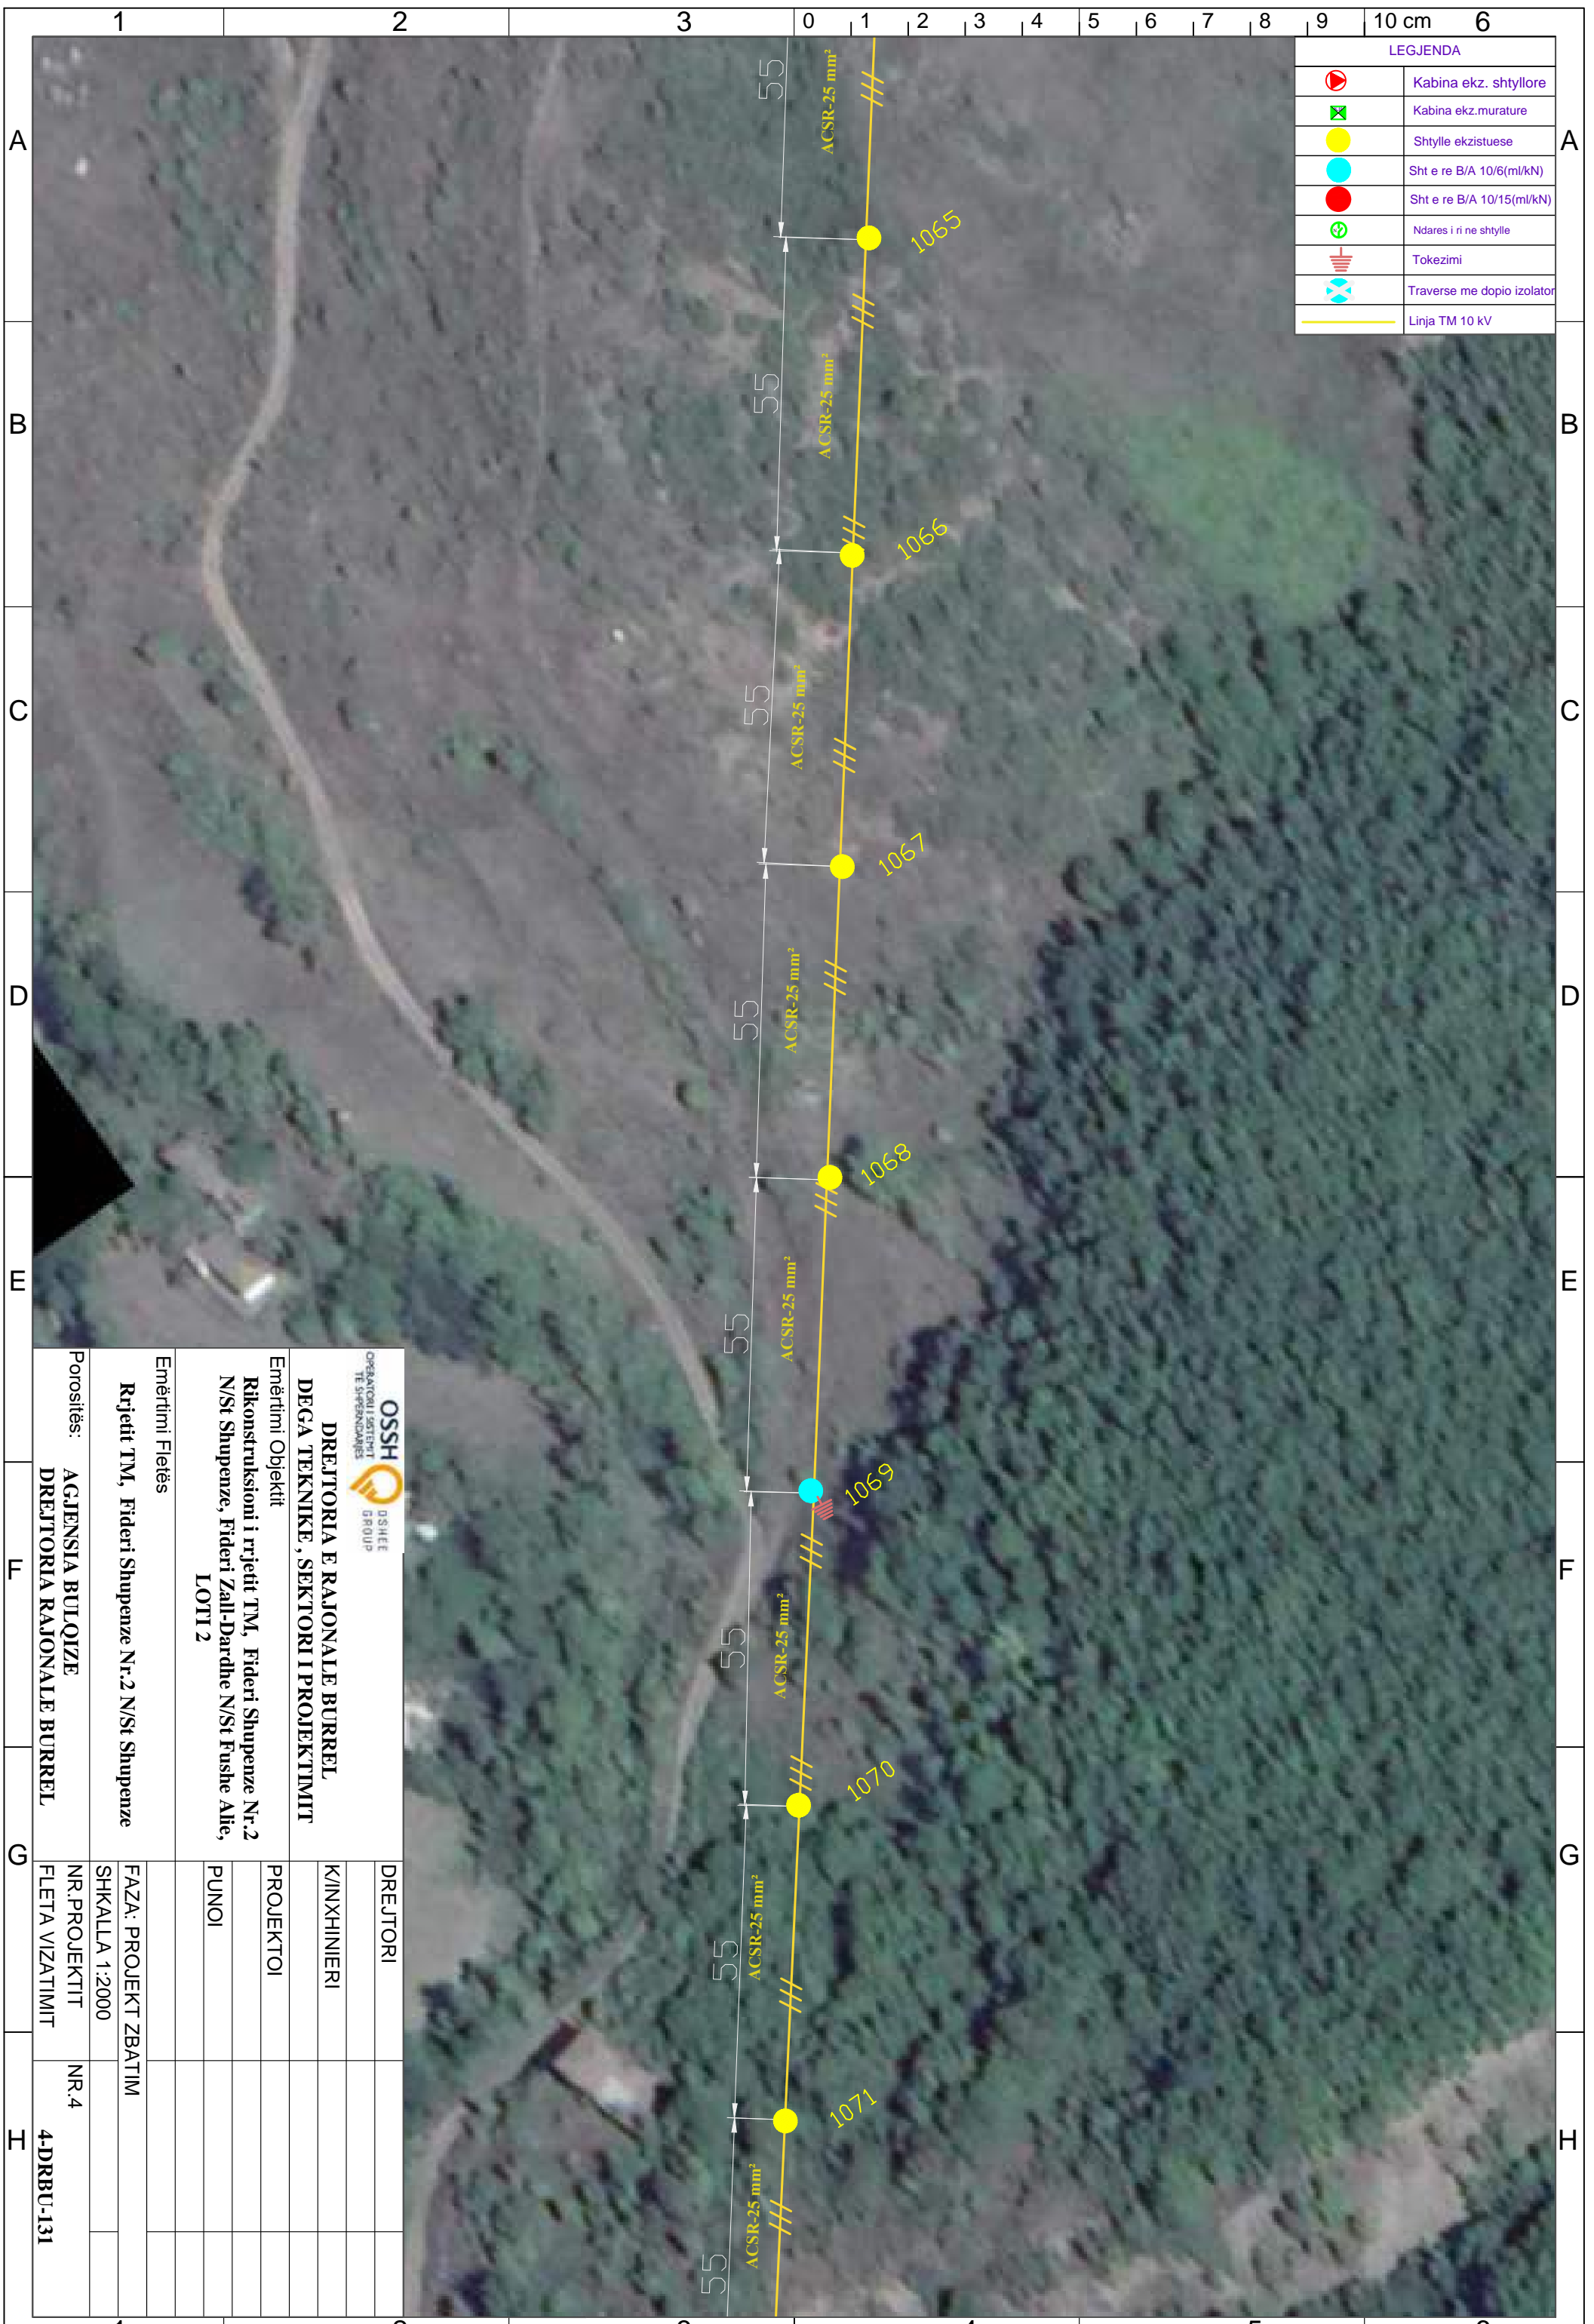 1 2 3 0 1 2 3 4 5 6 7 8 9 10 cm 6
LEGJENDA
Kabina ekz. shtyllore
Kabina ekz.murature
Shtylle ekzistuese
Sht e re B/A 10/6(ml/kN)
Sht e re B/A 10/15(ml/kN)
Ndares i ri ne shtylle
Tokezimi
Traverse me dopio izolator
Linja TM 10 kV
A A
B B
C C
D D
E E
F F
G G
H H
55
ACSR-25 mm²
1065
55
ACSR-25 mm²
1066
55
ACSR-25 mm²
1067
55
ACSR-25 mm²
1068
55
ACSR-25 mm²
1069
55
ACSR-25 mm²
1070
55
ACSR-25 mm²
1071
55
ACSR-25 mm²
OSSH
OPERATORI I SISTEMIT
TË SHPËRNDARJES
OSHEE
GROUP
DREJTORIA E RAJONALE BURREL
DEGA TEKNIKE , SEKTORI I PROJEKTIMIT
Emërtimi Objektit
Rikonstruksioni i rrjetit TM, Fideri Shupenze Nr.2
N/St Shupenze, Fideri Zall-Dardhe N/St Fushe Alie,
LOTI 2
Emërtimi Fletës
Rrjetit TM, Fideri Shupenze Nr.2 N/St Shupenze
Porositës:
AGJENSIA BULQIZE
DREJTORIA RAJONALE BURREL
DREJTORI
K/INXHINIERI
PROJEKTOI
PUNOI
FAZA: PROJEKT ZBATIM
SHKALLA 1:2000
NR.PROJEKTIT NR.4
FLETA VIZATIMIT 4-DRBU-131